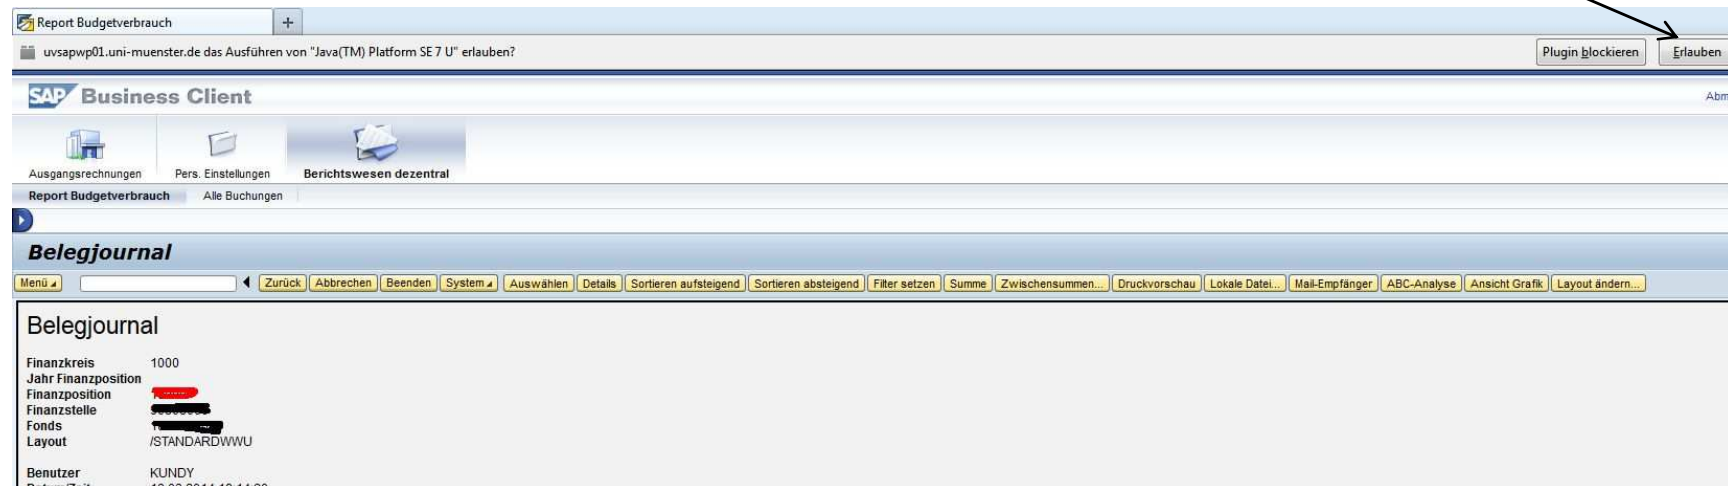 Report Budgetverbrauch
uvsapwp01.uni-muenster.de das Ausführen von "Java(TM) Platform SE 7 U" erlauben? Plugin blockieren Erlauben
SAP Business Client Abm
Ausgangsrechnungen Pers. Einstellungen Berichtswesen dezentral
Report Budgetverbrauch Alle Buchungen
Belegjournal
Menü Zurück Abbrechen Beenden System Auswählen Details Sortieren aufsteigend Sortieren absteigend Filter setzen Summe Zwischensummen... Druckvorschau Lokale Datei... Mail-Empfänger ABC-Analyse Ansicht Grafik Layout ändern...
Belegjournal
Finanzkreis 1000
Jahr Finanzposition
Finanzposition
Finanzstelle
Fonds
Layout /STANDARDWWU
Benutzer KUNDY